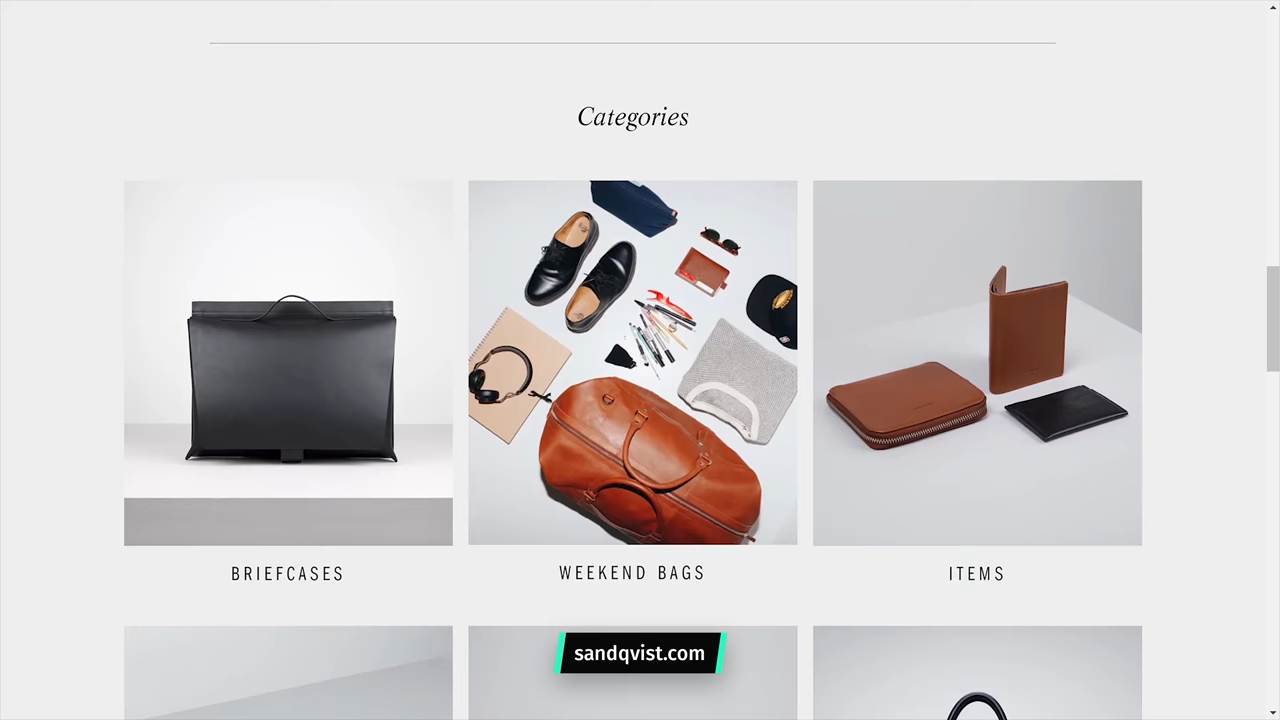 Categories
BRIEFCASES
WEEKEND BAGS
ITEMS
sandqvist.com